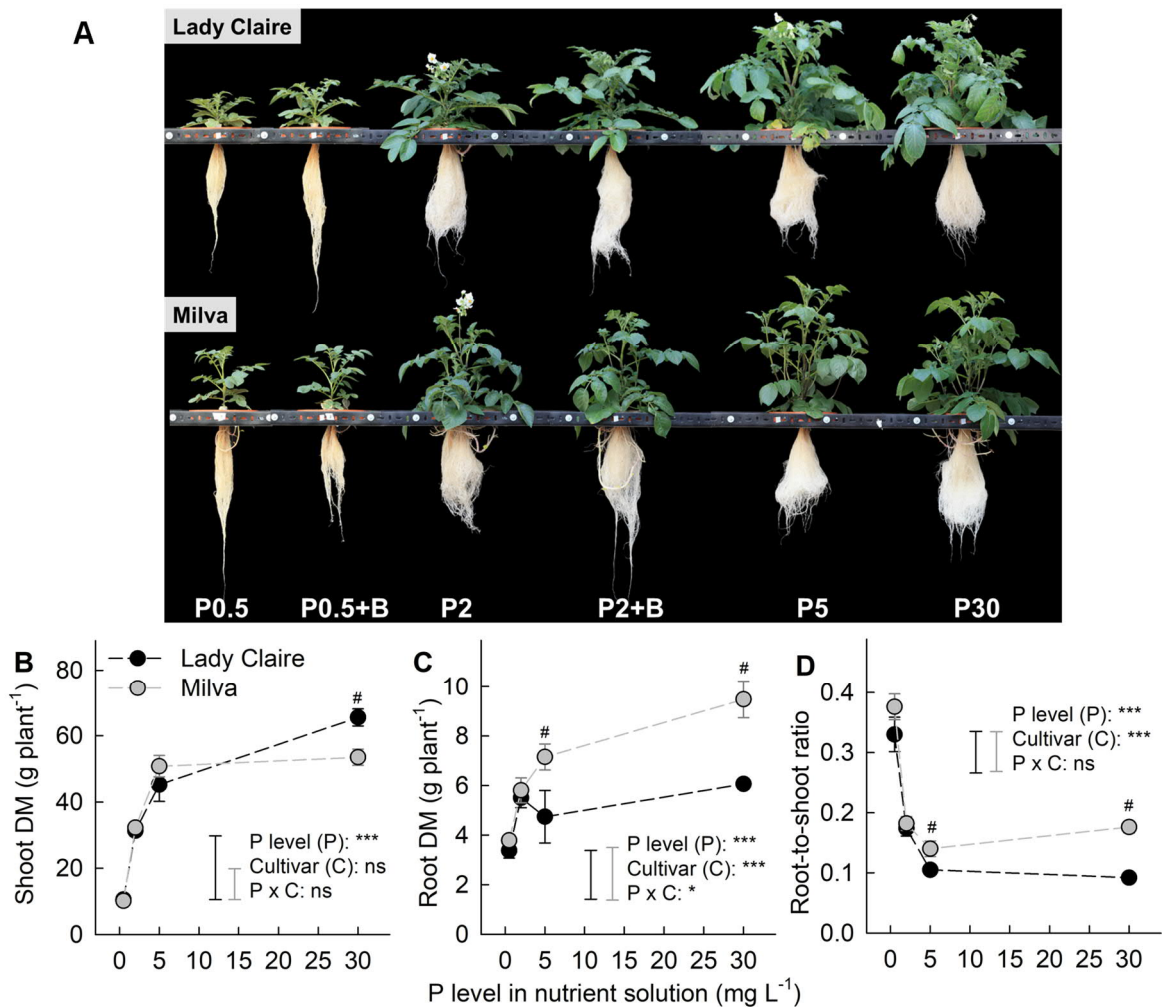 A
Lady Claire
Milva
P0.5 P0.5+B P2 P2+B P5 P30
B
Lady Claire
Milva
#
80
60
40
20
0
Shoot DM (g plant⁻¹)
P level (P): ***
Cultivar (C): ns
P x C: ns
0 5 10 15 20 25 30
C
#
#
10
8
6
4
2
0
Root DM (g plant⁻¹)
P level (P): ***
Cultivar (C): ***
P x C: *
0 5 10 15 20 25 30
D
0.4
0.3
0.2
0.1
0.0
Root-to-shoot ratio
P level (P): ***
Cultivar (C): ***
P x C: ns
#
#
0 5 10 15 20 25 30
P level in nutrient solution (mg L⁻¹)